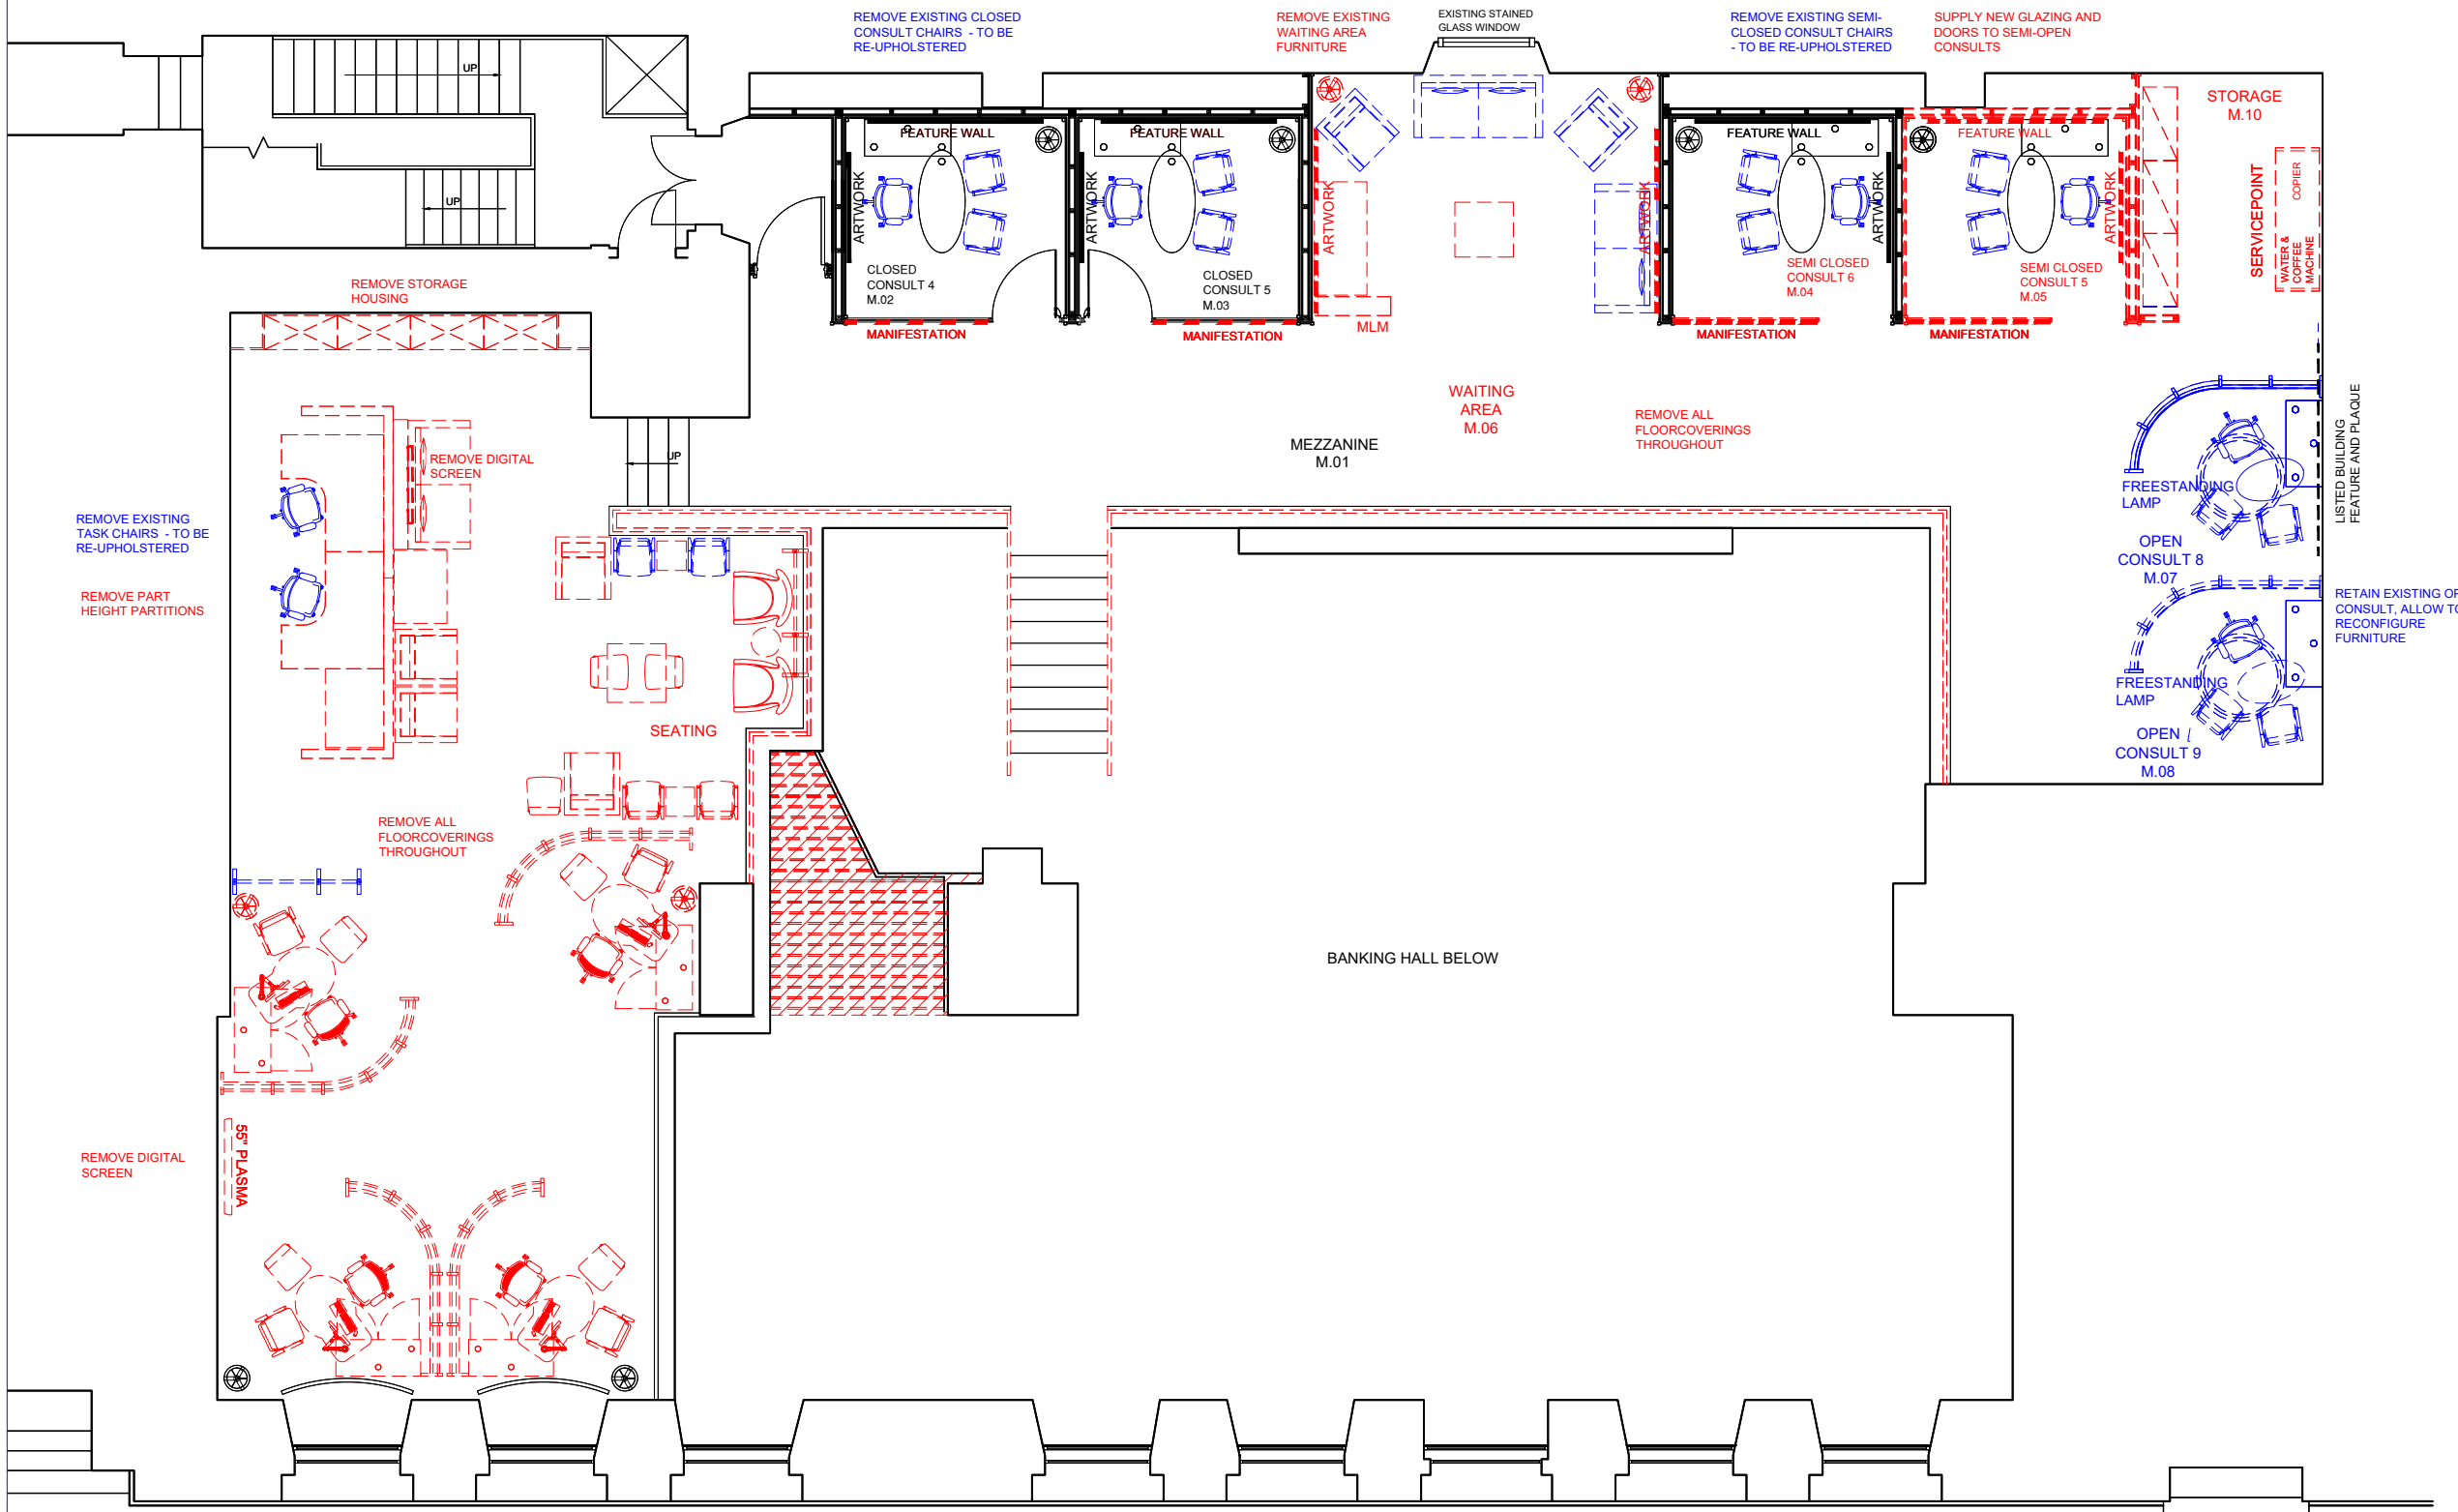 REMOVE EXISTING CLOSED
CONSULT CHAIRS - TO BE
RE-UPHOLSTERED
REMOVE EXISTING
WAITING AREA
FURNITURE
EXISTING STAINED
GLASS WINDOW
REMOVE EXISTING SEMI-
CLOSED CONSULT CHAIRS
- TO BE RE-UPHOLSTERED
SUPPLY NEW GLAZING AND
DOORS TO SEMI-OPEN
CONSULTS
UP
UP
STORAGE
M.10
FEATURE WALL
FEATURE WALL
FEATURE WALL
FEATURE WALL
ARTWORK
ARTWORK
ARTWORK
ARTWORK
ARTWORK
ARTWORK
SERVICEPOINT
COPIER
WATER &
COFFEE
MACHINE
CLOSED
CONSULT 4
M.02
CLOSED
CONSULT 5
M.03
SEMI CLOSED
CONSULT 6
M.04
SEMI CLOSED
CONSULT 5
M.05
REMOVE STORAGE
HOUSING
MANIFESTATION
MANIFESTATION
MLM
MANIFESTATION
MANIFESTATION
WAITING
AREA
M.06
REMOVE ALL
FLOORCOVERINGS
THROUGHOUT
MEZZANINE
M.01
LISTED BUILDING
FEATURE AND PLAQUE
UP
REMOVE DIGITAL
SCREEN
FREESTANDING
LAMP
REMOVE EXISTING
TASK CHAIRS - TO BE
RE-UPHOLSTERED
OPEN
CONSULT 8
M.07
REMOVE PART
HEIGHT PARTITIONS
RETAIN EXISTING OP
CONSULT, ALLOW TO
RECONFIGURE
FURNITURE
FREESTANDING
LAMP
SEATING
OPEN
CONSULT 9
M.08
REMOVE ALL
FLOORCOVERINGS
THROUGHOUT
BANKING HALL BELOW
55" PLASMA
REMOVE DIGITAL
SCREEN